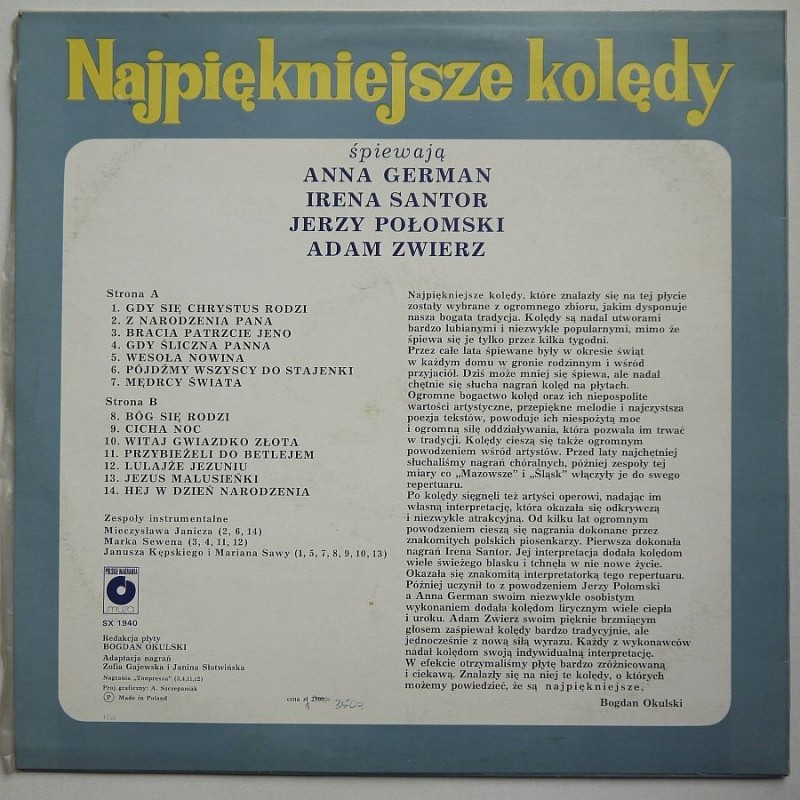 Najpiękniejsze kolędy
śpiewają
ANNA GERMAN
IRENA SANTOR
JERZY POŁOMSKI
ADAM ZWIERZ
Strona A
1. GDY SIĘ CHRYSTUS RODZI
2. Z NARODZENIA PANA
3. BRACIA PATRZCIE JENO
4. GDY ŚLICZNA PANNA
5. WESOŁA NOWINA
6. PÓJDŹMY WSZYSCY DO STAJENKI
7. MĘDRCY ŚWIATA
Strona B
8. BÓG SIĘ RODZI
9. CICHA NOC
10. WITAJ GWIAZDKO ZŁOTA
11. PRZYBIEŻELI DO BETLEJEM
12. LULAJŻE JEZUNIU
13. JEZUS MALUSIEŃKI
14. HEJ W DZIEŃ NARODZENIA
Zespoły instrumentalne
Mieczysława Janicza (2, 6, 14)
Marka Sewena (3, 4, 11, 12)
Janusza Kępskiego i Mariana Sawy (1, 5, 7, 8, 9, 10, 13)
POLSKIE NAGRANIA
muza
SX 1940
Redakcja płyty
BOGDAN OKULSKI
Adaptacja nagrań
Zofia Gajewska i Janina Słotwińska
Nagrania „Tonpressu" (3,4,11,12)
Proj graficzny: A. Szczepaniak
Ⓟ Made in Poland
cena zł
Najpiękniejsze kolędy, które znalazły się na tej płycie
zostały wybrane z ogromnego zbioru, jakim dysponuje
nasza bogata tradycja. Kolędy są nadal utworami
bardzo lubianymi i niezwykle popularnymi, mimo że
śpiewa się je tylko przez kilka tygodni.
Przez całe lata śpiewane były w okresie świąt
w każdym domu w gronie rodzinnym i wśród
przyjaciół. Dziś może mniej się śpiewa, ale nadal
chętnie się słucha nagrań kolęd na płytach.
Ogromne bogactwo kolęd oraz ich niepospolite
wartości artystyczne, przepiękne melodie i najczystsza
poezja tekstów, powoduje ich niespożytą moc
i ogromną siłę oddziaływania, która pozwala im trwać
w tradycji. Kolędy cieszą się także ogromnym
powodzeniem wśród artystów. Przed laty najchętniej
słuchaliśmy nagrań chóralnych, później zespoły tej
miary co „Mazowsze" i „Śląsk" włączyły je do swego
repertuaru.
Po kolędy sięgnęli też artyści operowi, nadając im
własną interpretację, która okazała się odkrywczą
i niezwykle atrakcyjną. Od kilku lat ogromnym
powodzeniem cieszą się nagrania dokonane przez
znakomitych polskich piosenkarzy. Pierwsza dokonała
nagrań Irena Santor. Jej interpretacja dodała kolędom
wiele świeżego blasku i tchnęła w nie nowe życie.
Okazała się znakomitą interpretatorką tego repertuaru.
Później uczynił to z powodzeniem Jerzy Połomski
a Anna German swoim niezwykle osobistym
wykonaniem dodała kolędom lirycznym wiele ciepła
i uroku. Adam Zwierz swoim pięknie brzmiącym
głosem zaśpiewał kolędy bardzo tradycyjnie, ale
jednocześnie z nową siłą wyrazu. Każdy z wykonawców
nadał kolędom swoją indywidualną interpretację.
W efekcie otrzymaliśmy płytę bardzo zróżnicowaną
i ciekawą. Znalazły się na niej te kolędy, o których
możemy powiedzieć, że są najpiękniejsze.
Bogdan Okulski